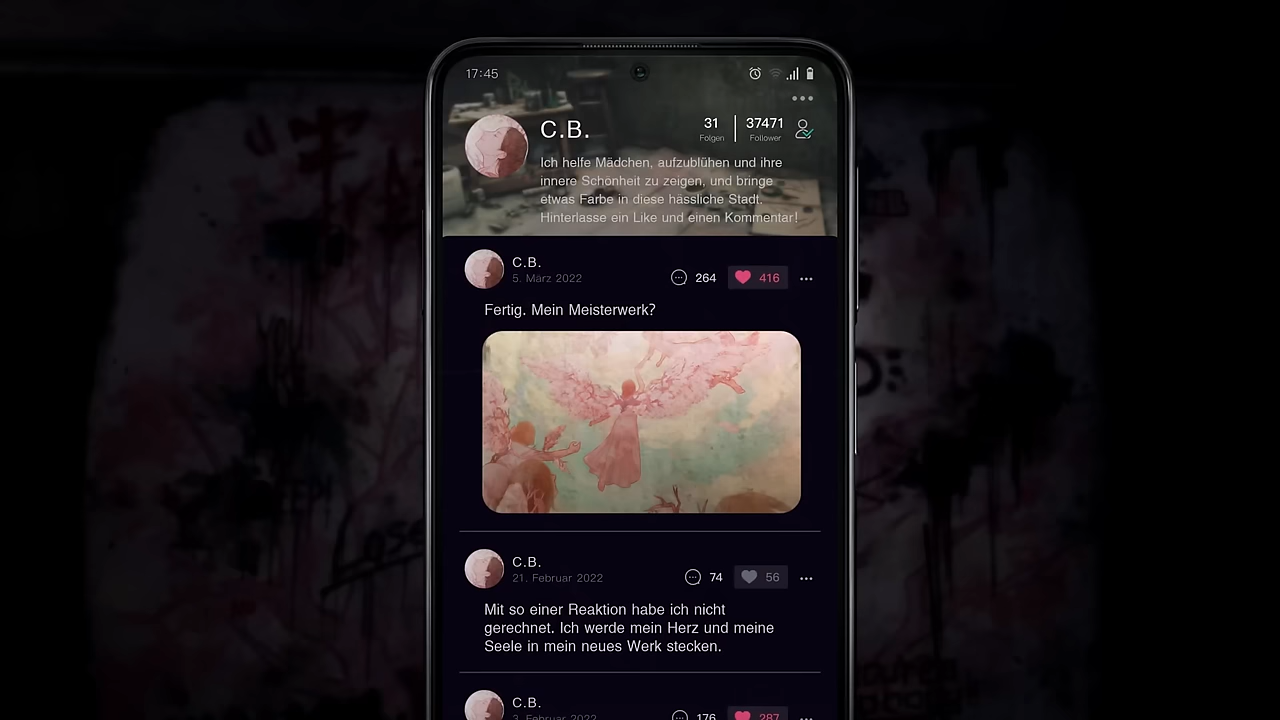 17:45
C.B.
31
Folgen
37471
Follower
Ich helfe Mädchen, aufzublühen und ihre
innere Schönheit zu zeigen, und bringe
etwas Farbe in diese hässliche Stadt.
Hinterlasse ein Like und einen Kommentar!
C.B.
5. März 2022
264
416
Fertig. Mein Meisterwerk?
C.B.
21. Februar 2022
74
56
Mit so einer Reaktion habe ich nicht
gerechnet. Ich werde mein Herz und meine
Seele in mein neues Werk stecken.
C.B.
3. Februar 2022
176
287